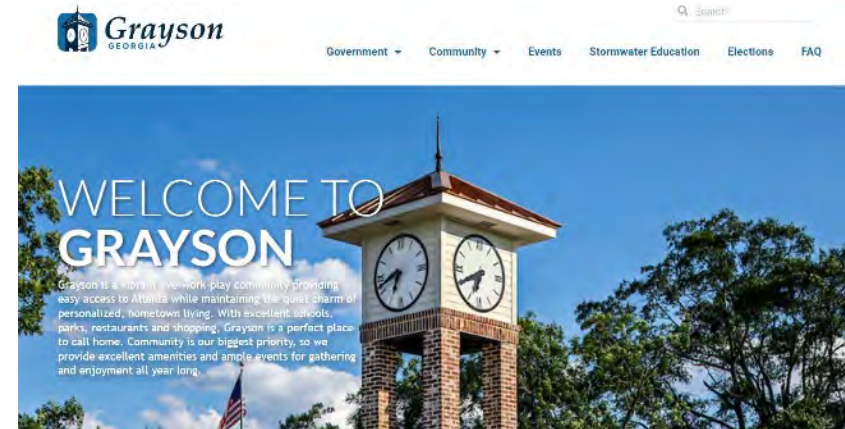 Search
Grayson
GEORGIA
Government
Community
Events
Stormwater Education
Elections
FAQ
WELCOME TO
GRAYSON
Grayson is a vibrant live-work-play community providing
easy access to Atlanta while maintaining the quiet charm of
personalized, hometown living. With excellent schools,
parks, restaurants and shopping, Grayson is a perfect place
to call home. Community is our biggest priority, so we
provide excellent amenities and ample events for gathering
and enjoyment all year long.